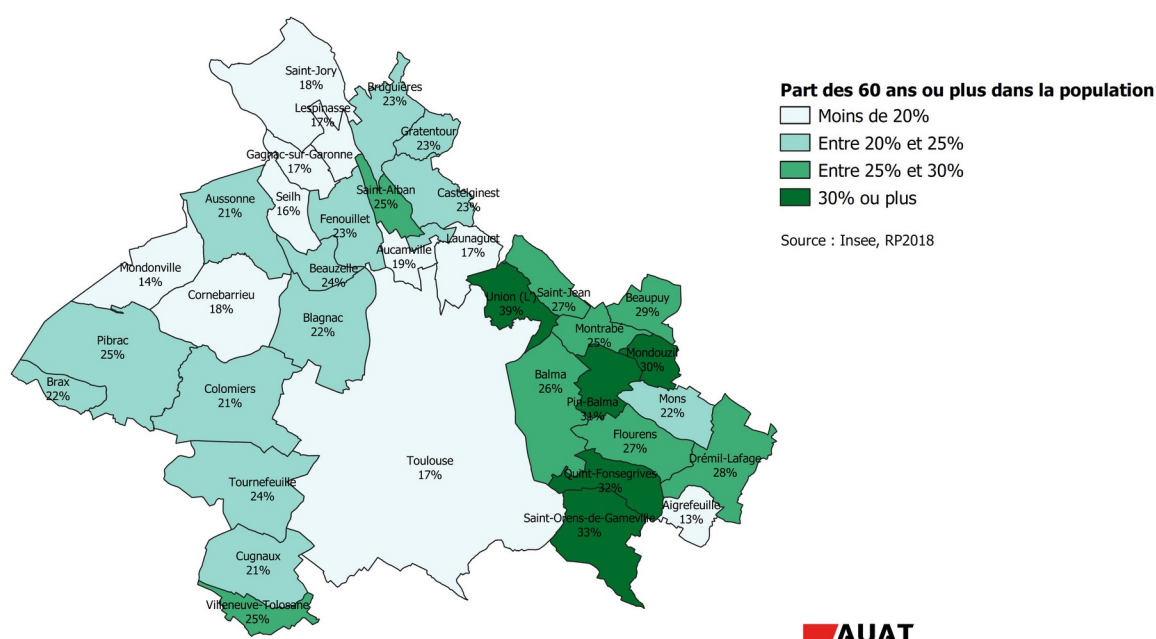 Saint-Jory
18%
Bruguières
23%
Lespinasse
17%
Gratentour
23%
Gagnac-sur-Garonne
17%
Saint-Alban
25%
Castelginest
23%
Seilh
16%
Aussonne
21%
Fenouillet
23%
Launaguet
17%
Aucamville
19%
Mondonville
14%
Beauzelle
24%
Cornebarrieu
18%
Union (L')
39%
Saint-Jean
27%
Beaupuy
29%
Blagnac
22%
Montrabé
25%
Pibrac
25%
Mondouzil
30%
Brax
22%
Colomiers
21%
Balma
26%
Pin-Balma
31%
Mons
22%
Flourens
27%
Toulouse
17%
Drémil-Lafage
28%
Tournefeuille
24%
Quint-Fonsegrives
32%
Aigrefeuille
13%
Saint-Orens-de-Gameville
33%
Cugnaux
21%
Villeneuve-Tolosane
25%
Part des 60 ans ou plus dans la population
Moins de 20%
Entre 20% et 25%
Entre 25% et 30%
30% ou plus
Source : Insee, RP2018
AUAT